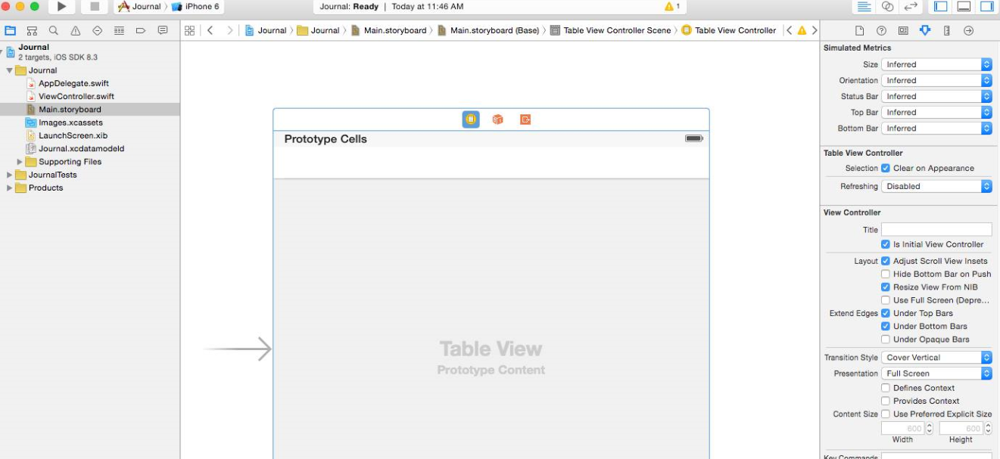 Journal iPhone 6 Journal: Ready | Today at 11:46 AM 1
Journal Journal Main.storyboard Main.storyboard (Base) Table View Controller Scene Table View Controller
Journal
2 targets, iOS SDK 8.3
Journal
AppDelegate.swift
ViewController.swift
Main.storyboard
Images.xcassets
LaunchScreen.xib
Journal.xcdatamodeld
Supporting Files
JournalTests
Products
Prototype Cells
Table View
Prototype Content
Simulated Metrics
Size Inferred
Orientation Inferred
Status Bar Inferred
Top Bar Inferred
Bottom Bar Inferred
Table View Controller
Selection Clear on Appearance
Refreshing Disabled
View Controller
Title
Is Initial View Controller
Layout Adjust Scroll View Insets
Hide Bottom Bar on Push
Resize View From NIB
Use Full Screen (Depre...
Extend Edges Under Top Bars
Under Bottom Bars
Under Opaque Bars
Transition Style Cover Vertical
Presentation Full Screen
Defines Context
Provides Context
Content Size Use Preferred Explicit Size
600 600
Width Height
Key Commands